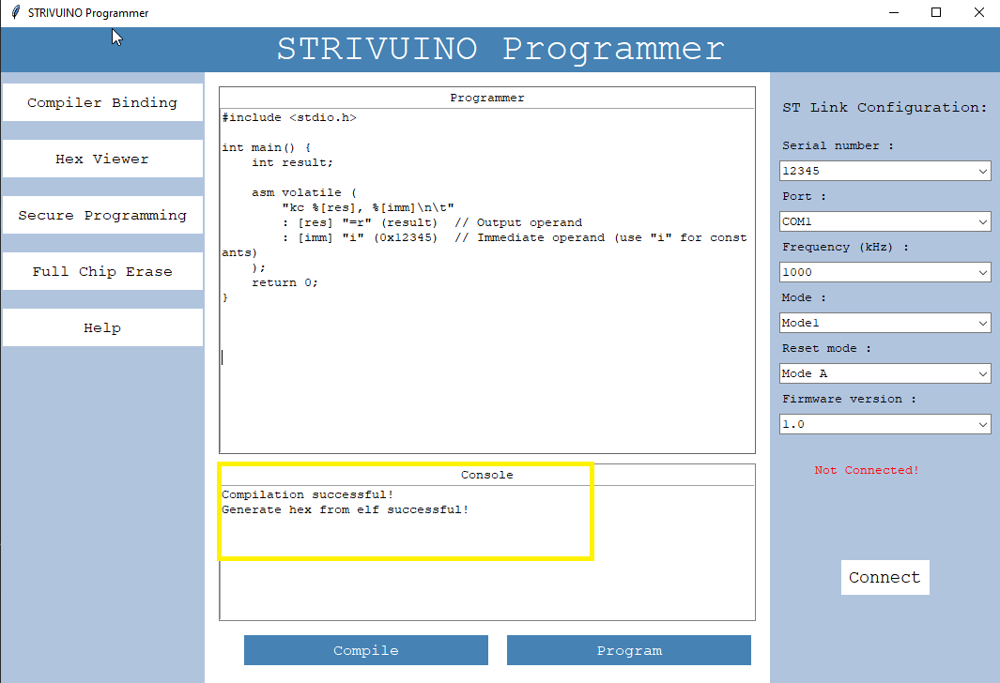 STRIVUINO Programmer
STRIVUINO Programmer
Compiler Binding
Hex Viewer
Secure Programming
Full Chip Erase
Help
Programmer
#include <stdio.h>
int main() {
    int result;
    asm volatile (
        "kc %[res], %[imm]\n\t"
        : [res] "=r" (result)  // Output operand
        : [imm] "i" (0x12345)  // Immediate operand (use "i" for const
ants)
    );
    return 0;
}
Console
Compilation successful!
Generate hex from elf successful!
Compile
Program
ST Link Configuration:
Serial number :
12345
Port :
COM1
Frequency (kHz) :
1000
Mode :
Mode1
Reset mode :
Mode A
Firmware version :
1.0
Not Connected!
Connect